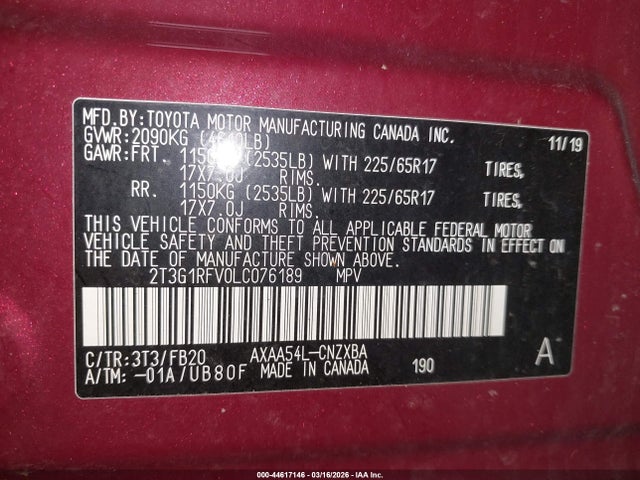 MFD.BY:TOYOTA MOTOR MANUFACTURING CANADA INC.
11/19
GVWR:2090KG LB)
GAWR:FRT. 1150KG (2535LB) WITH 225/65R17 TIRES,
17X7.0J RIMS.
RR. 1150KG (2535LB) WITH 225/65R17 TIRES,
17X7.0J RIMS.
THIS VEHICLE CONFORMS TO ALL APPLICABLE FEDERAL MOTOR
VEHICLE SAFETY AND THEFT PREVENTION STANDARDS IN EFFECT ON
THE DATE OF MANUFACTURE SHOWN ABOVE.
2T3G1RFV0LC076189 MPV
C/TR:3T3/FB20 AXAA54L-CNZXBA
A/TM: -01A/UB80F MADE IN CANADA 190 A
000-44617146 - 03/16/2026 - IAA Inc.